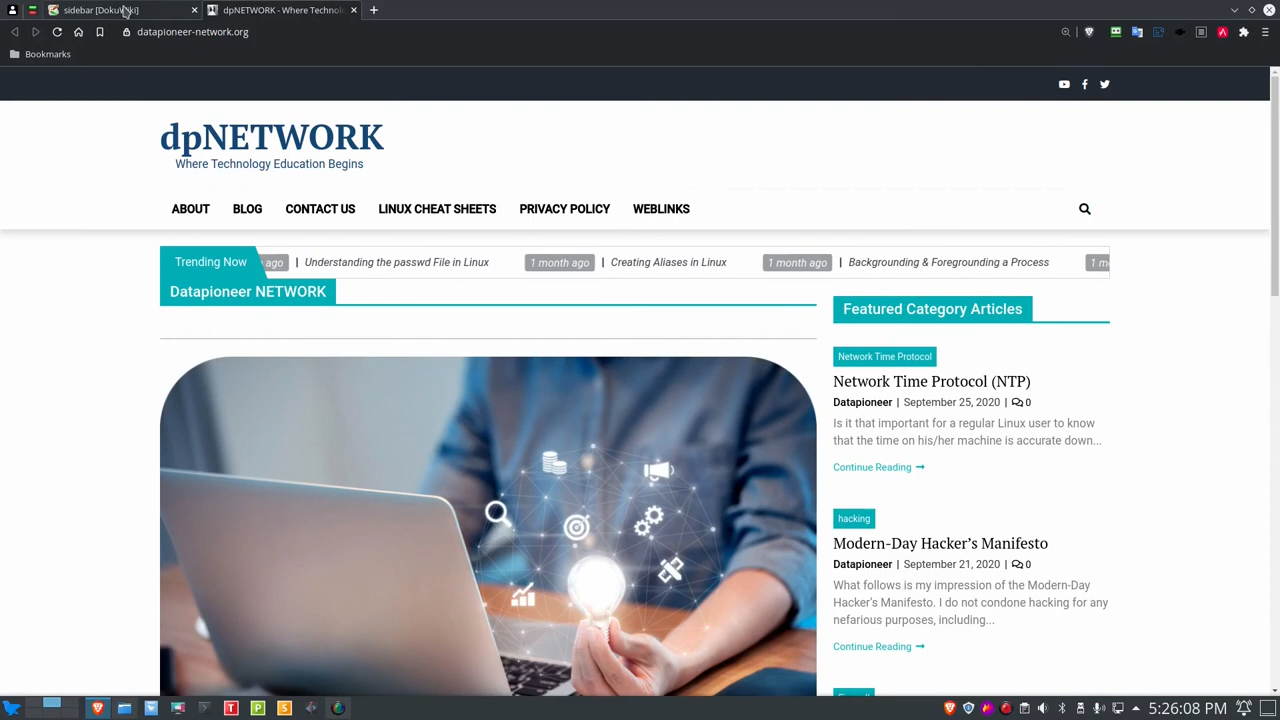 sidebar [DokuWiki]
dpNETWORK - Where Technol
datapioneer-network.org
Bookmarks
dpNETWORK
Where Technology Education Begins
ABOUT BLOG CONTACT US LINUX CHEAT SHEETS PRIVACY POLICY WEBLINKS
Trending Now ago | Understanding the passwd File in Linux 1 month ago | Creating Aliases in Linux 1 month ago | Backgrounding & Foregrounding a Process 1 m
Datapioneer NETWORK
Featured Category Articles
Network Time Protocol
Network Time Protocol (NTP)
Datapioneer | September 25, 2020 | 0
Is it that important for a regular Linux user to know
that the time on his/her machine is accurate down...
Continue Reading
hacking
Modern-Day Hacker's Manifesto
Datapioneer | September 21, 2020 | 0
What follows is my impression of the Modern-Day
Hacker's Manifesto. I do not condone hacking for any
nefarious purposes, including...
Continue Reading
T P S
5:26:08 PM